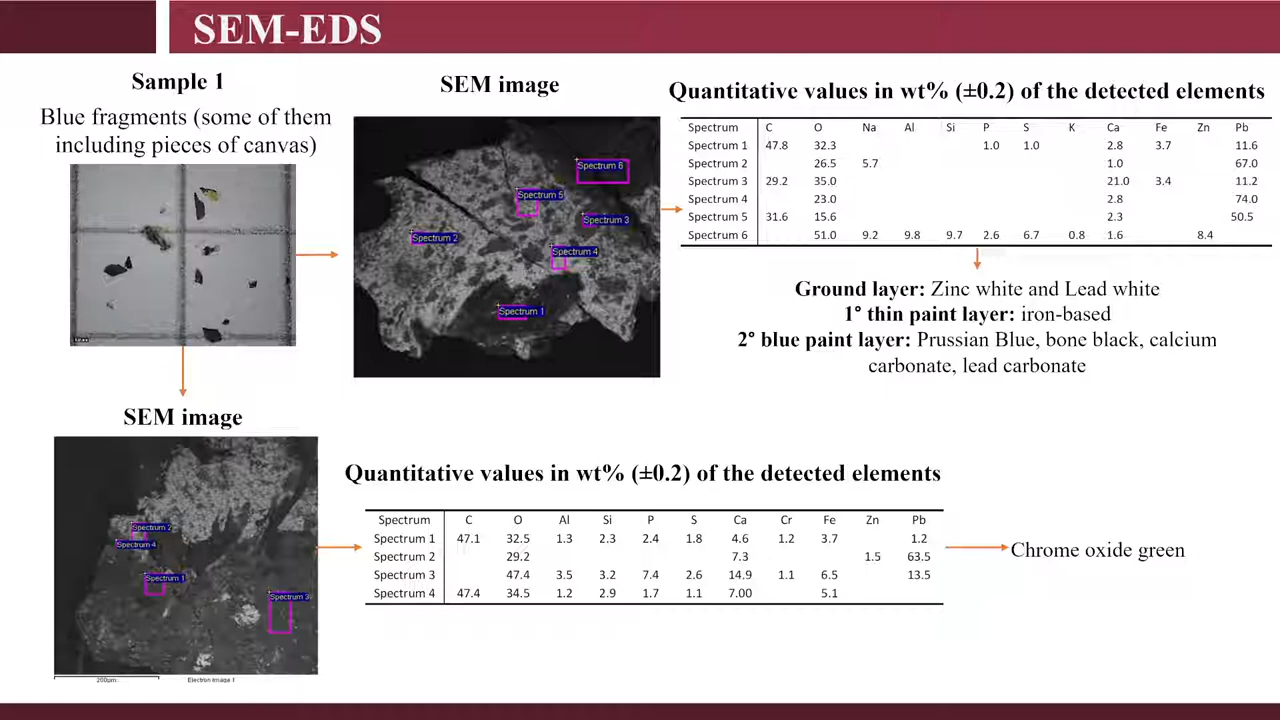 SEM-EDS
Sample 1
Blue fragments (some of them
including pieces of canvas)
SEM image
Spectrum 6
Spectrum 5
Spectrum 3
Spectrum 2
Spectrum 4
Spectrum 1
Quantitative values in wt% (±0.2) of the detected elements
Spectrum C O Na Al Si P S K Ca Fe Zn Pb
Spectrum 1 47.8 32.3 1.0 1.0 2.8 3.7 11.6
Spectrum 2 26.5 5.7 1.0 67.0
Spectrum 3 29.2 35.0 21.0 3.4 11.2
Spectrum 4 23.0 2.8 74.0
Spectrum 5 31.6 15.6 2.3 50.5
Spectrum 6 51.0 9.2 9.8 9.7 2.6 6.7 0.8 1.6 8.4
Ground layer: Zinc white and Lead white
1° thin paint layer: iron-based
2° blue paint layer: Prussian Blue, bone black, calcium
carbonate, lead carbonate
SEM image
Spectrum 2
Spectrum 4
Spectrum 1
Spectrum 3
200µm
Electron Image 1
Quantitative values in wt% (±0.2) of the detected elements
Spectrum C O Al Si P S Ca Cr Fe Zn Pb
Spectrum 1 47.1 32.5 1.3 2.3 2.4 1.8 4.6 1.2 3.7 1.2
Spectrum 2 29.2 7.3 1.5 63.5
Spectrum 3 47.4 3.5 3.2 7.4 2.6 14.9 1.1 6.5 13.5
Spectrum 4 47.4 34.5 1.2 2.9 1.7 1.1 7.00 5.1
Chrome oxide green